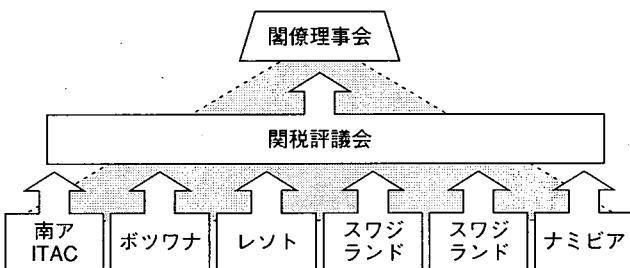 閣僚理事会
関税評議会
南ア
ITAC
ボツワナ
レソト
スワジ
ランド
スワジ
ランド
ナミビア